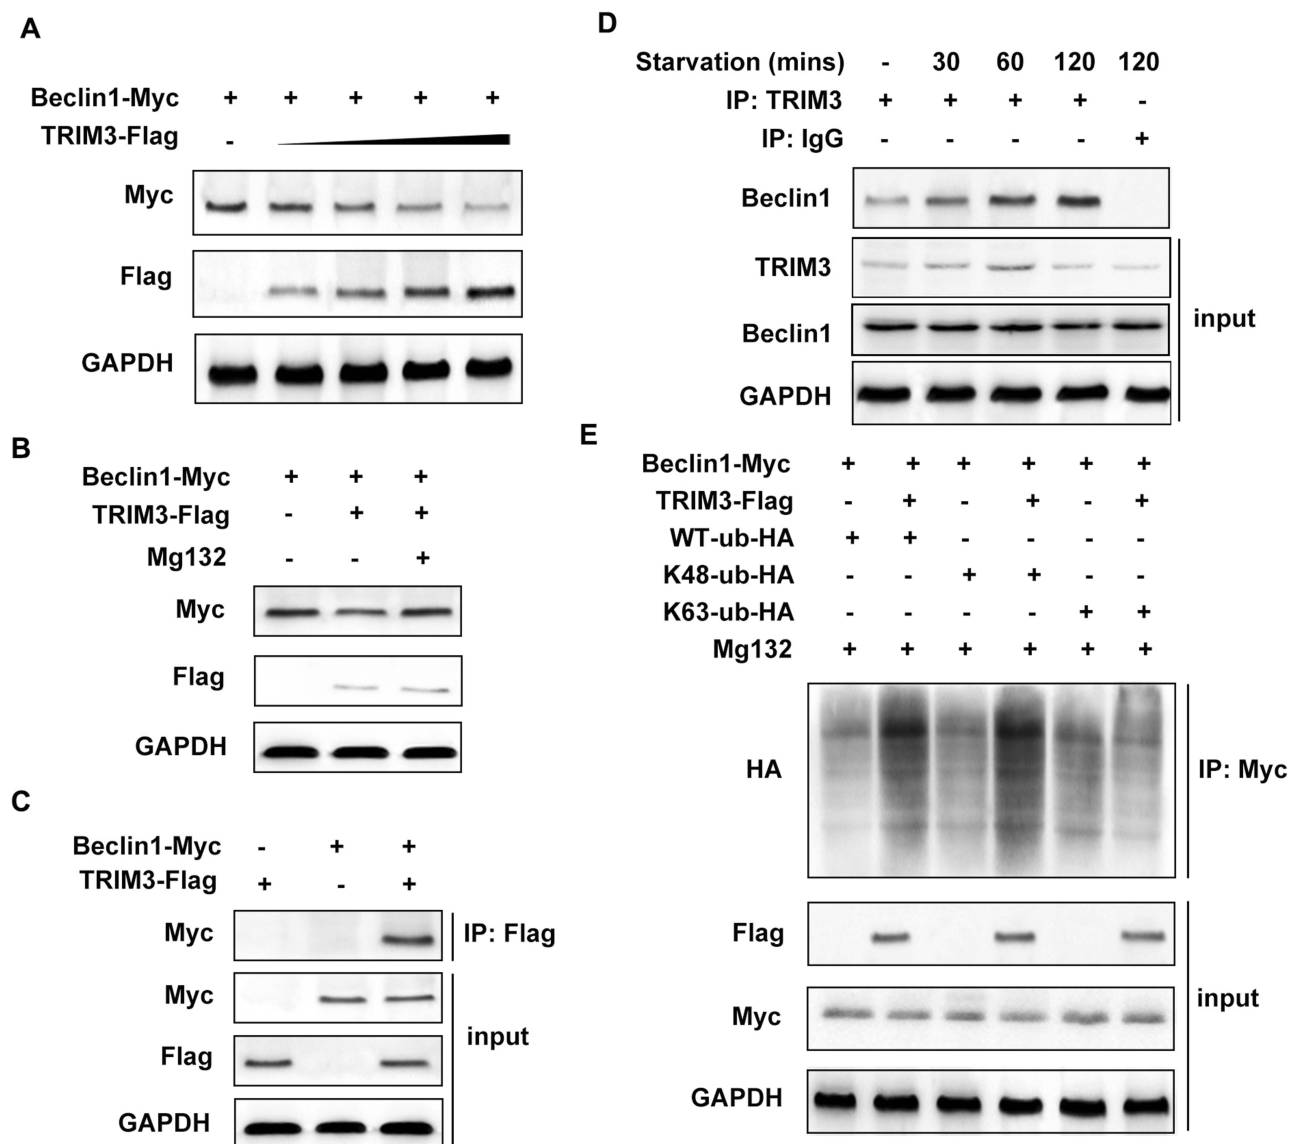 A
Beclin1-Myc + + + + +
TRIM3-Flag -
Myc
Flag
GAPDH
B
Beclin1-Myc + + +
TRIM3-Flag - + +
Mg132 - - +
Myc
Flag
GAPDH
C
Beclin1-Myc - + +
TRIM3-Flag + - +
Myc IP: Flag
Myc
Flag
input
GAPDH
D
Starvation (mins) - 30 60 120 120
IP: TRIM3 + + + + -
IP: IgG - - - - +
Beclin1
TRIM3
Beclin1
input
GAPDH
E
Beclin1-Myc + + + + + +
TRIM3-Flag - + - + - +
WT-ub-HA + + - - - -
K48-ub-HA - - + + - -
K63-ub-HA - - - - + +
Mg132 + + + + + +
HA IP: Myc
Flag
Myc
input
GAPDH